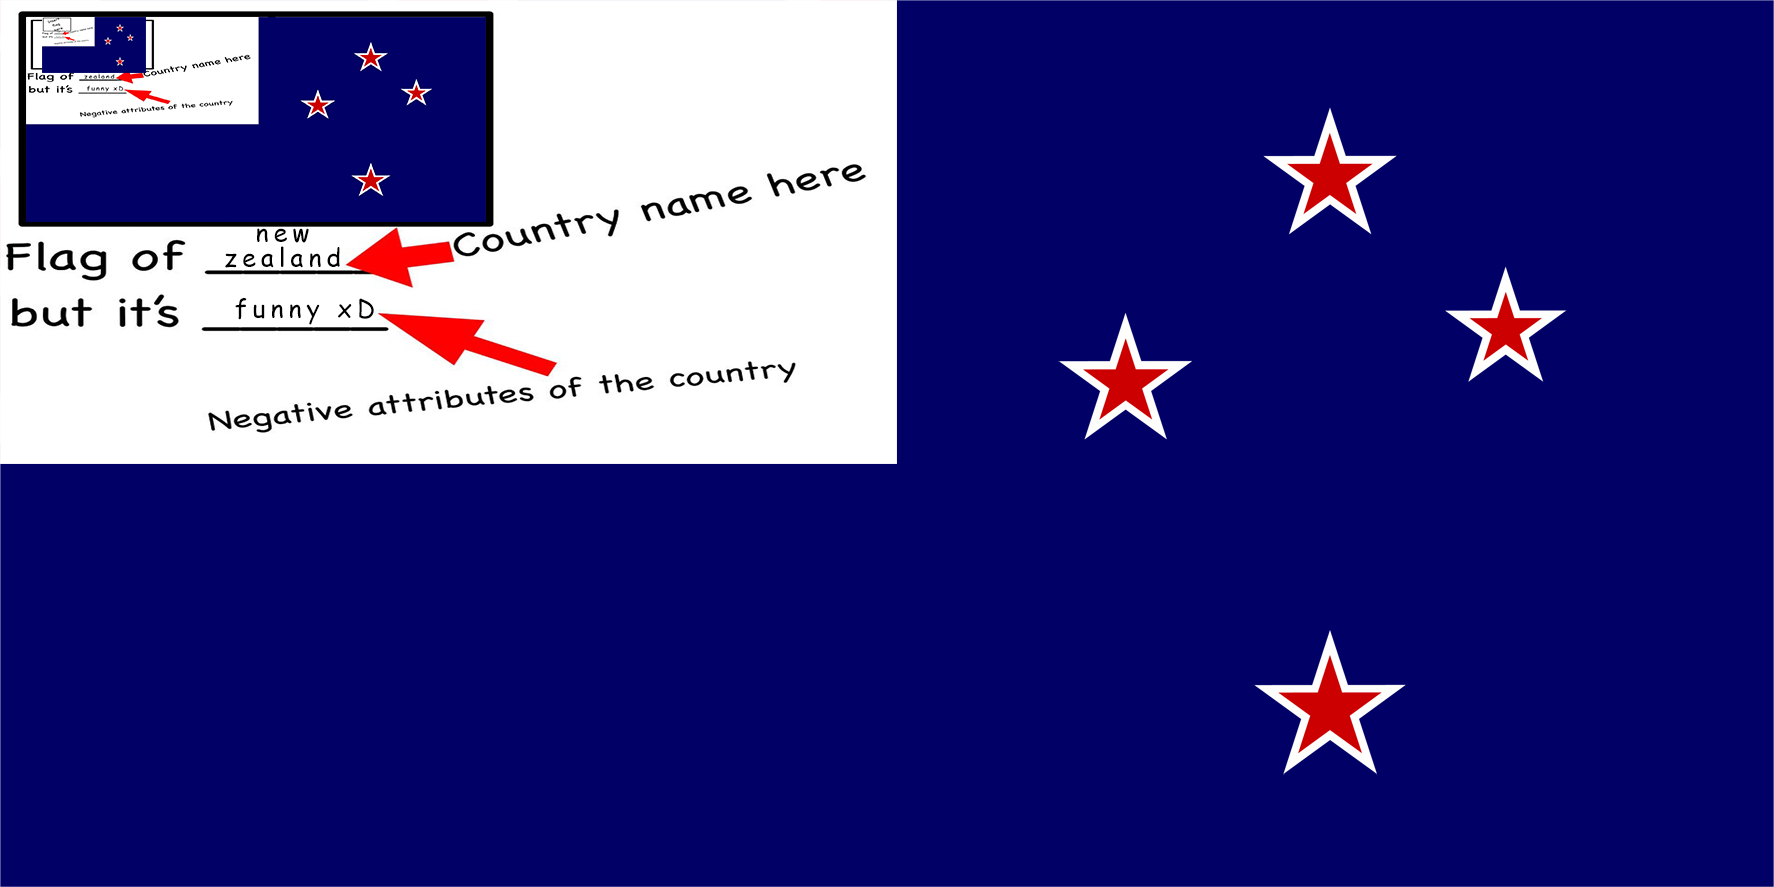 Flag of zealand
Country name here
but it's funny xD
Negative attributes of the country
new
Flag of zealand
Country name here
but it's funny xD
Negative attributes of the country